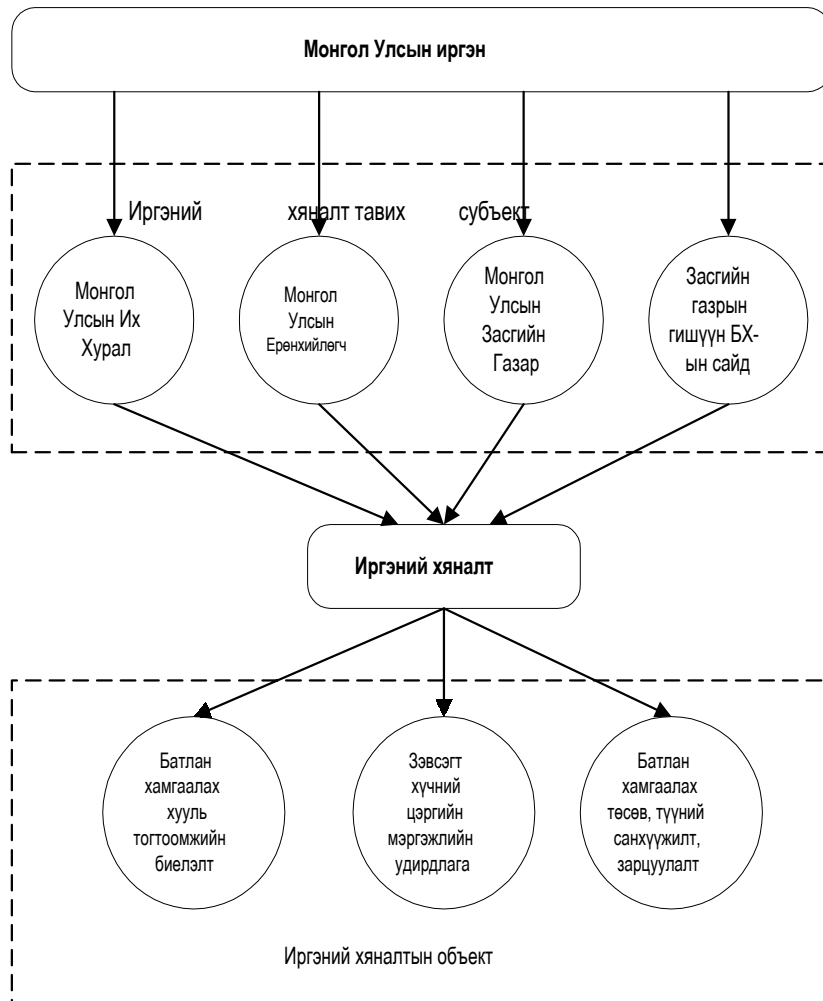 Монгол Улсын иргэн
Иргэний хяналт тавих субъект
Монгол
Улсын Их
Хурал
Монгол
Улсын
Ерөнхийлөгч
Монгол
Улсын
Засгийн
Газар
Засгийн
газрын
гишүүн БХ-
ын сайд
Иргэний хяналт
Батлан
хамгаалах
хууль
тогтоомжийн
биелэлт
Зэвсэгт
хүчний
цэргийн
мэргэжлийн
удирдлага
Батлан
хамгаалах
төсөв, түүний
санхүүжилт,
зарцуулалт
Иргэний хяналтын объект